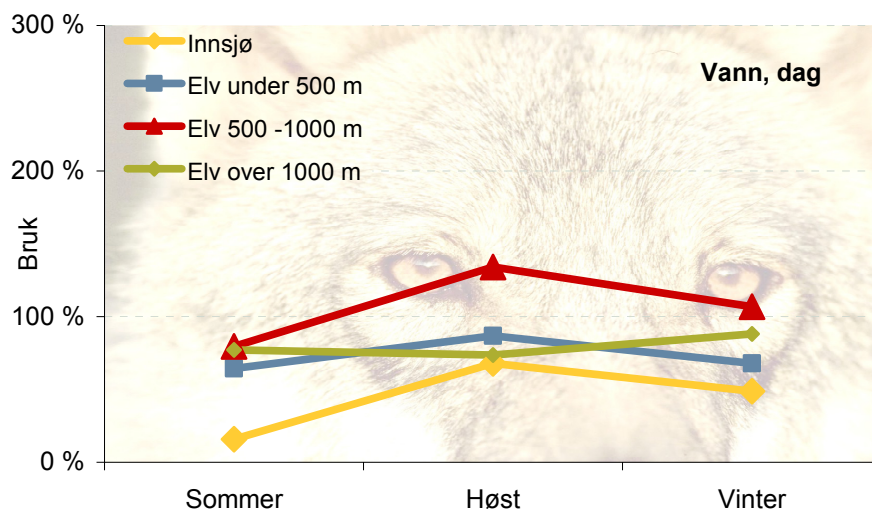 300 %
Innsjø
Vann, dag
Elv under 500 m
Elv 500 -1000 m
200 %
Elv over 1000 m
Bruk
100 %
0 %
Sommer Høst Vinter